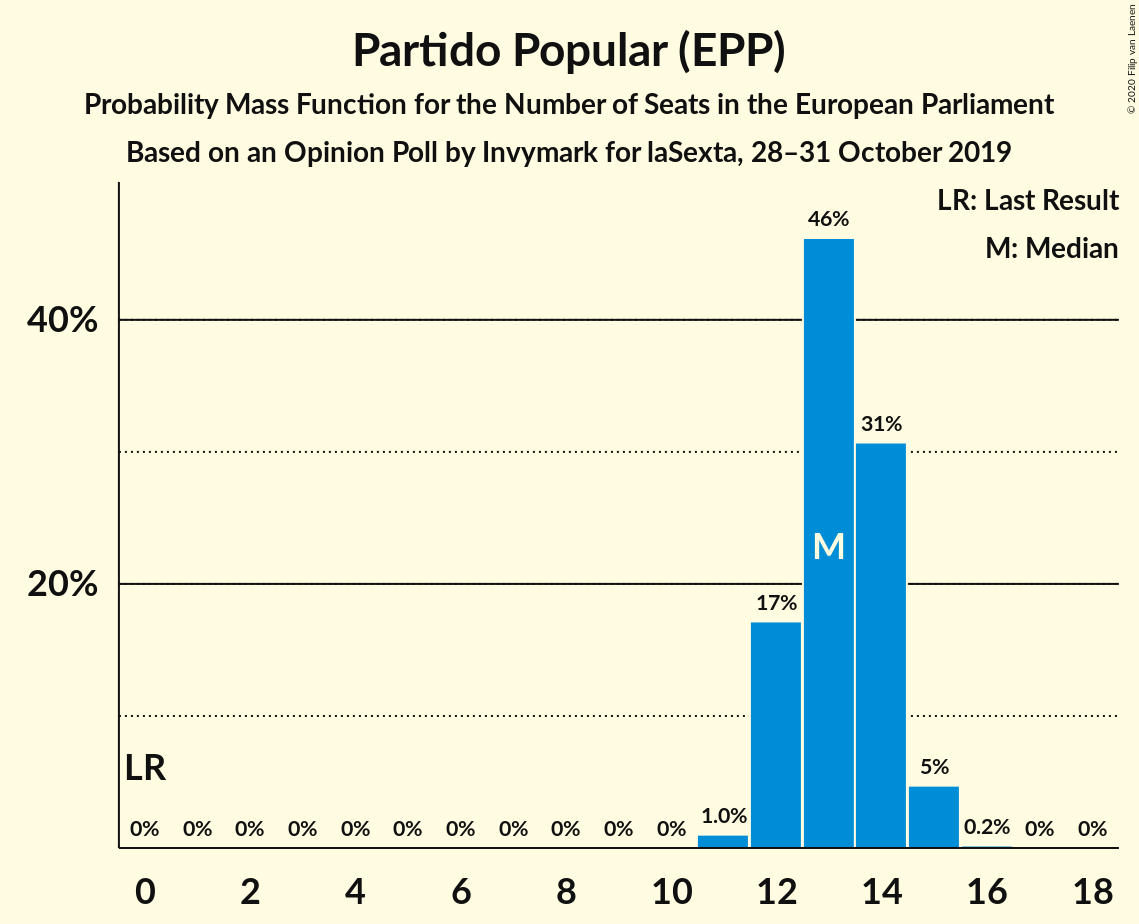 Partido Popular (EPP)
Probability Mass Function for the Number of Seats in the European Parliament
Based on an Opinion Poll by Invymark for laSexta, 28–31 October 2019
© 2020 Filip van Laenen
LR: Last Result
M: Median
40%
20%
46%
31%
M
17%
LR
5%
0% 0% 0% 0% 0% 0% 0% 0% 0% 0% 0% 1.0% 0.2% 0% 0%
0 2 4 6 8 10 12 14 16 18